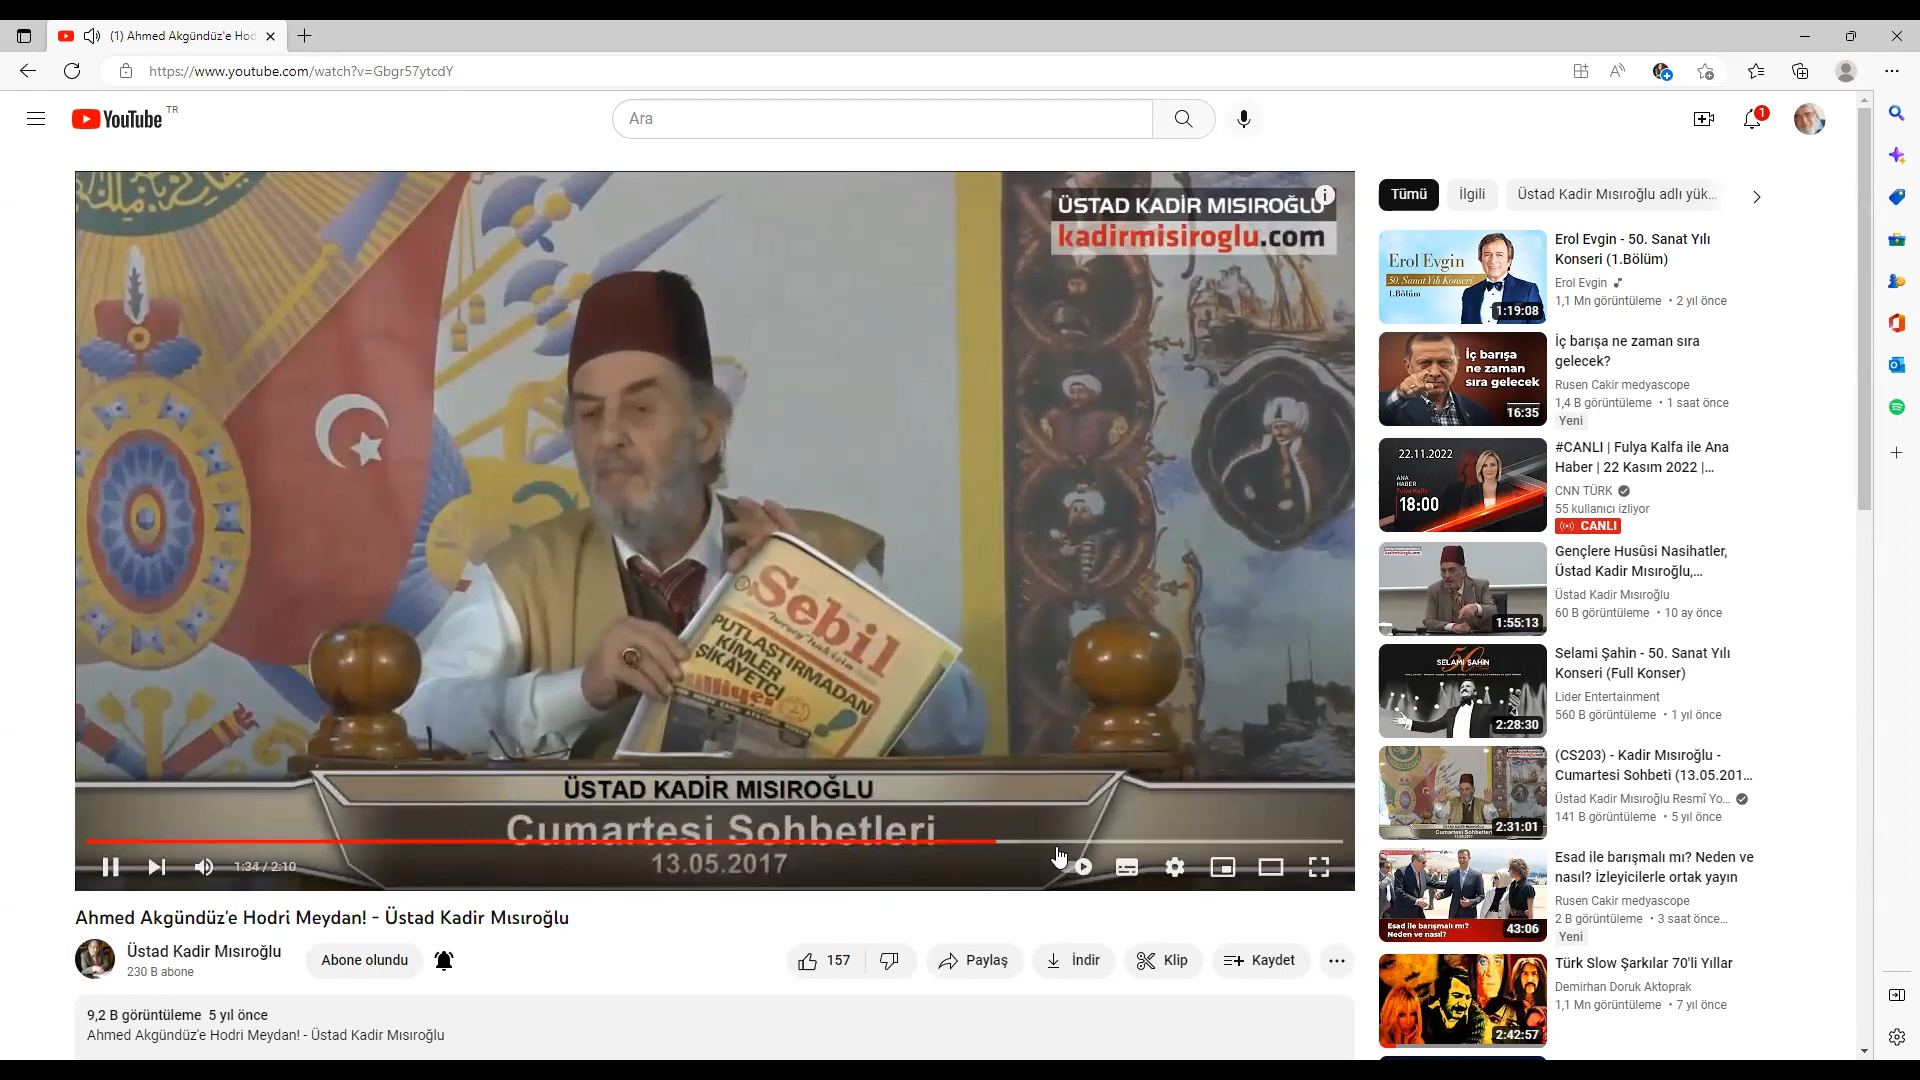 (1) Ahmed Akgündüz'e Hod
https://www.youtube.com/watch?v=Gbgr57ytcdY
YouTube TR
Ara
1
ÜSTAD KADİR MISIROĞLU
kadirmisiroglu.com
Sebil
PUTLAŞTIRMADAN
KİMLER
ŞİKAYETÇİ
ÜSTAD KADİR MISIROĞLU
Cumartesi Sohbetleri
13.05.2017
1:34 / 2:10
Ahmed Akgündüz'e Hodri Meydan! - Üstad Kadir Mısıroğlu
Üstad Kadir Mısıroğlu
230 B abone
Abone olundu
157
Paylaş
İndir
Klip
Kaydet
9,2 B görüntüleme 5 yıl önce
Ahmed Akgündüz'e Hodri Meydan! - Üstad Kadir Mısıroğlu
Tümü
İlgili
Üstad Kadir Mısıroğlu adlı yük...
Erol Evgin
50. Sanat Yılı Konseri
1.Bölüm
1:19:08
Erol Evgin - 50. Sanat Yılı
Konseri (1.Bölüm)
Erol Evgin
1,1 Mn görüntüleme • 2 yıl önce
İç barışa
ne zaman
sıra gelecek
16:35
İç barışa ne zaman sıra
gelecek?
Rusen Cakir medyascope
1,4 B görüntüleme • 1 saat önce
Yeni
22.11.2022
ANA
HABER
Fulya Kalfa
18:00
#CANLI | Fulya Kalfa ile Ana
Haber | 22 Kasım 2022 |...
CNN TÜRK
55 kullanıcı izliyor
CANLI
1:55:13
Gençlere Husûsi Nasihatler,
Üstad Kadir Mısıroğlu,...
Üstad Kadir Mısıroğlu
60 B görüntüleme • 10 ay önce
SELAMİ ŞAHİN
50
2:28:30
Selami Şahin - 50. Sanat Yılı
Konseri (Full Konser)
Lider Entertainment
560 B görüntüleme • 1 yıl önce
Cumartesi Sohbetleri
2:31:01
(CS203) - Kadir Mısıroğlu -
Cumartesi Sohbeti (13.05.201...
Üstad Kadir Mısıroğlu Resmî Yo...
141 B görüntüleme • 5 yıl önce
Esad ile barışmalı mı?
Neden ve nasıl?
43:06
Esad ile barışmalı mı? Neden ve
nasıl? İzleyicilerle ortak yayın
Rusen Cakir medyascope
2 B görüntüleme • 3 saat önce...
Yeni
2:42:57
Türk Slow Şarkılar 70'li Yıllar
Demirhan Doruk Aktoprak
1,1 Mn görüntüleme • 7 yıl önce